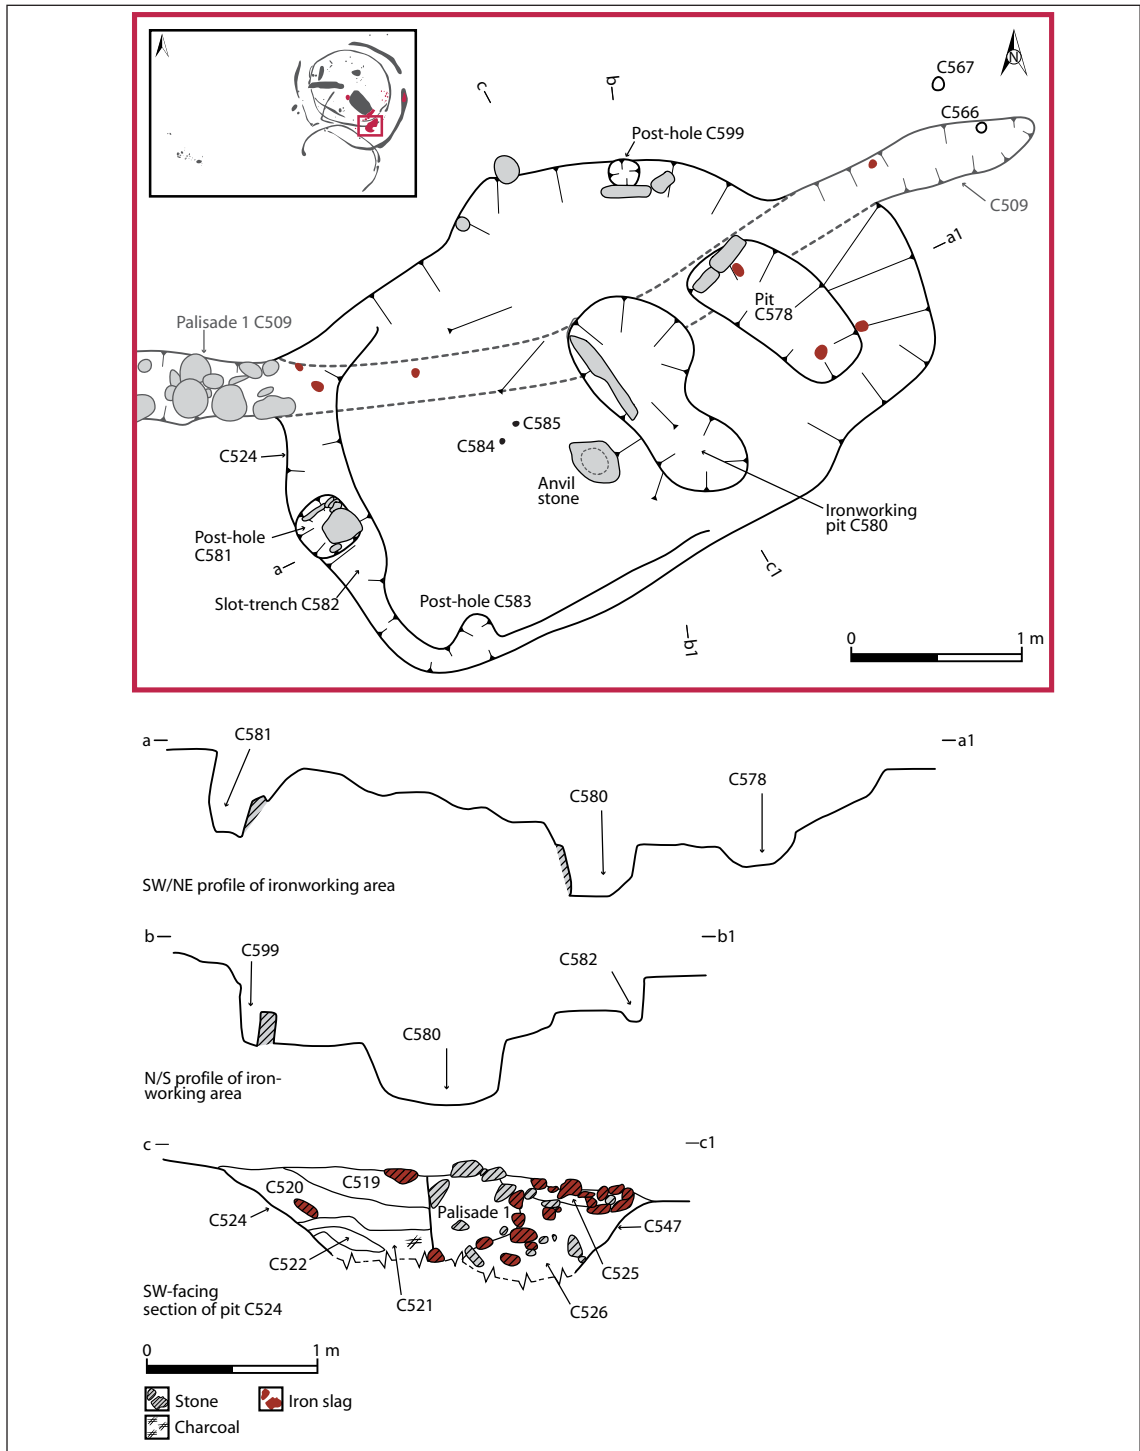 N
C567
C566
c
b
Post-hole C599
C509
a1
Palisade 1 C509
Pit
C578
C585
C584
C524
Anvil
stone
Post-hole
C581
a
Ironworking
pit C580
c1
Slot-trench C582
Post-hole C583
b1
0 1 m
a
C581
a1
C578
C580
SW/NE profile of ironworking area
b
C599
b1
C582
C580
N/S profile of iron-
working area
c
c1
C519
C520
C524
Palisade 1
C547
C522
C525
C521
C526
SW-facing
section of pit C524
0 1 m
Stone
Iron slag
Charcoal